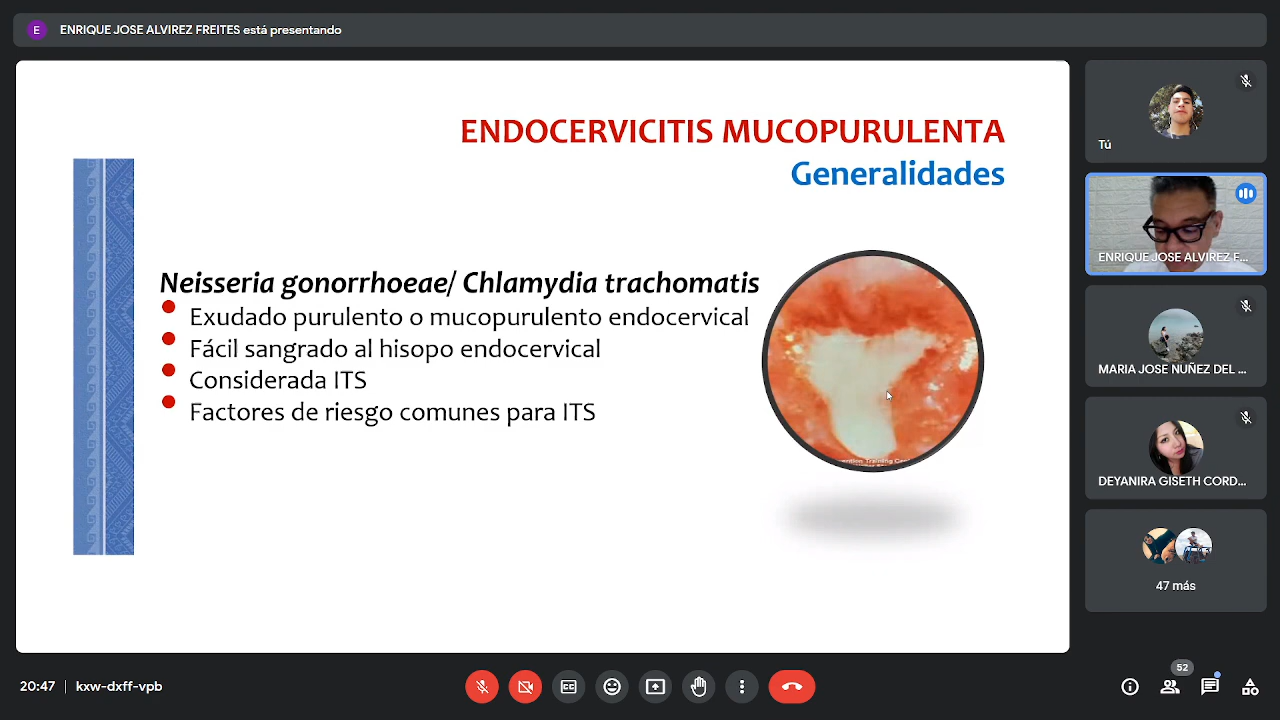 E
ENRIQUE JOSE ALVIREZ FREITES está presentando
ENDOCERVICITIS MUCOPURULENTA
Generalidades
Neisseria gonorrhoeae/ Chlamydia trachomatis
Exudado purulento o mucopurulento endocervical
Fácil sangrado al hisopo endocervical
Considerada ITS
Factores de riesgo comunes para ITS
Tú
ENRIQUE JOSE ALVIREZ F...
MARIA JOSE NUÑEZ DEL ...
DEYANIRA GISETH CORD...
47 más
20:47
kxw-dxff-vpb
52